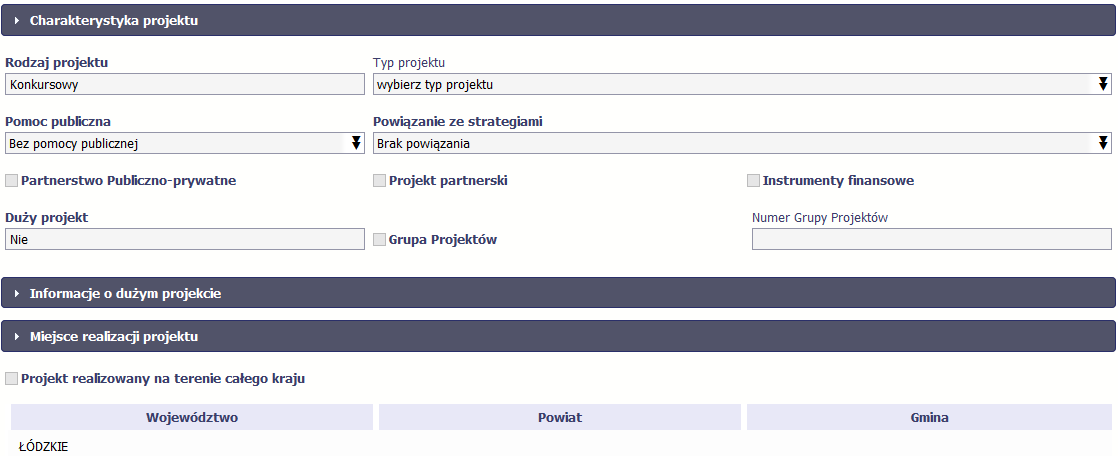 Charakterystyka projektu
Rodzaj projektu Typ projektu
Konkursowy wybierz typ projektu
Pomoc publiczna Powiązanie ze strategiami
Bez pomocy publicznej Brak powiązania
Partnerstwo Publiczno-prywatne Projekt partnerski Instrumenty finansowe
Duży projekt Numer Grupy Projektów
Nie Grupa Projektów
Informacje o dużym projekcie
Miejsce realizacji projektu
Projekt realizowany na terenie całego kraju
Województwo Powiat Gmina
ŁÓDZKIE